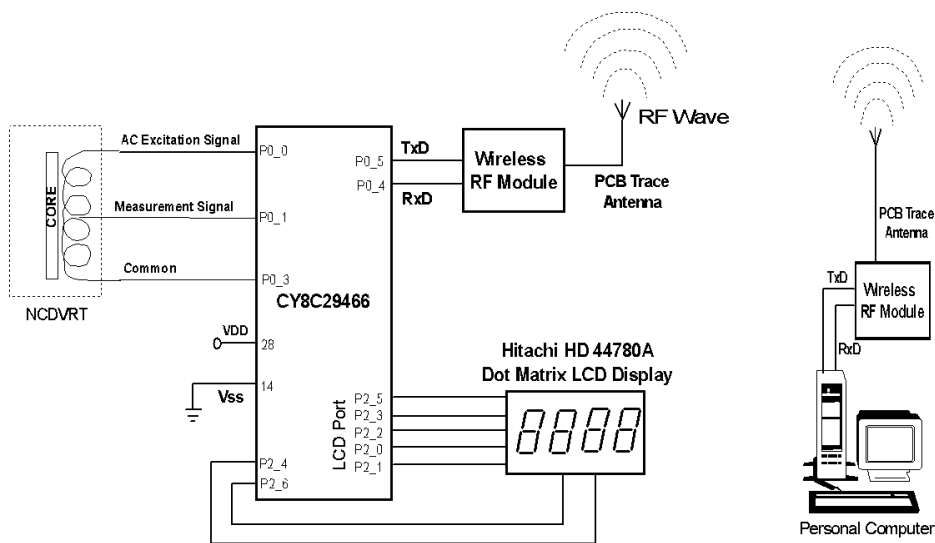 AC Excitation Signal
Measurement Signal
Common
CORE
NCDVRT
P0_0
P0_1
P0_3
VDD
28
Vss
14
P2_4
P2_6
CY8C29466
P0_5
P0_4
LCD Port
P2_5
P2_3
P2_2
P2_0
P2_1
TxD
RxD
Wireless
RF Module
RF Wave
PCB Trace
Antenna
Hitachi HD 44780A
Dot Matrix LCD Display
8888
PCB Trace
Antenna
TxD
Wireless
RF Module
RxD
Personal Computer